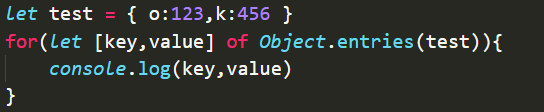 let test = { o:123,k:456 }
for(let [key,value] of Object.entries(test)){
    console.log(key,value)
}